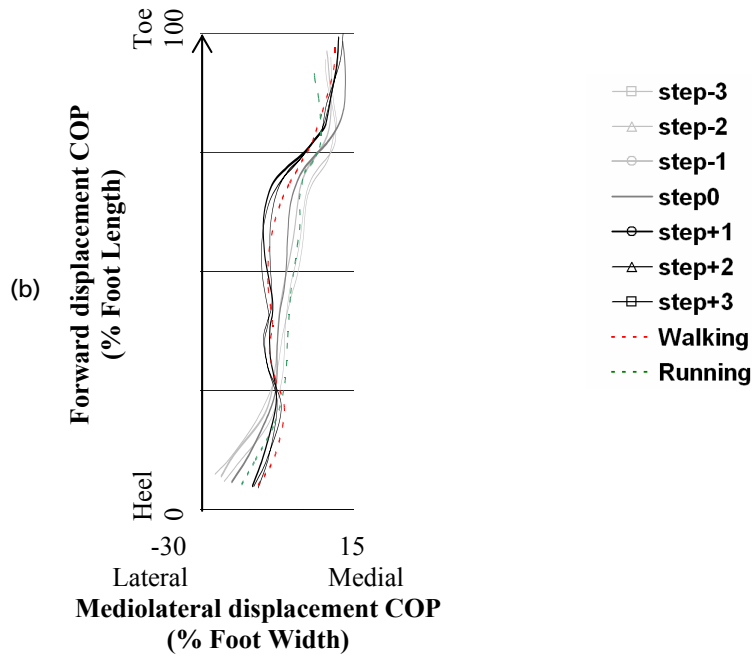 (b)
Forward displacement COP
(% Foot Length)
Toe
100
Heel
0
-30
15
Lateral
Medial
Mediolateral displacement COP
(% Foot Width)
step-3
step-2
step-1
step0
step+1
step+2
step+3
Walking
Running